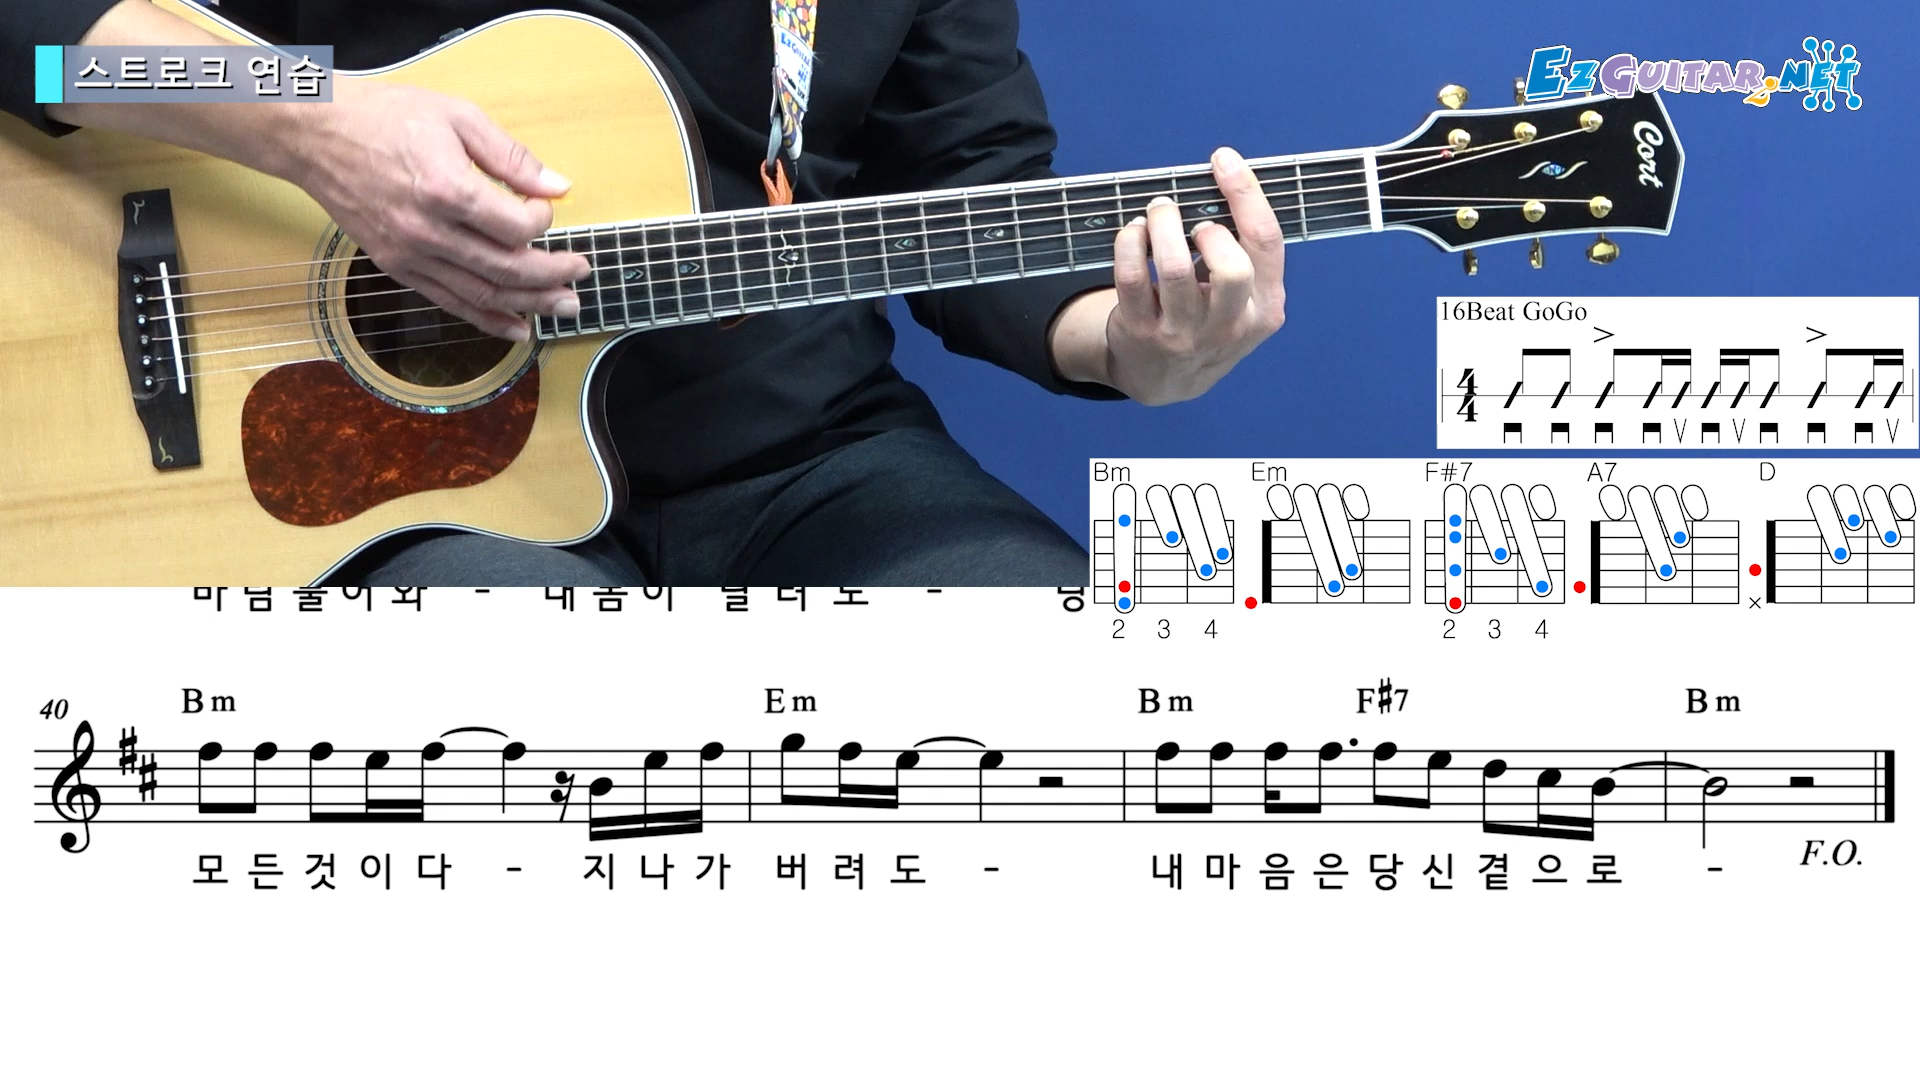 스트로크 연습
EZGUITAR2.NET
Cort
16Beat GoGo
4
4
Bm Em F#7 A7 D
2 3 4 2 3 4
40 Bm Em Bm F#7 Bm
모 든 것 이 다 - 지 나 가 버 려 도 - 내 마 음 은 당 신 곁 으 로 -
F.O.